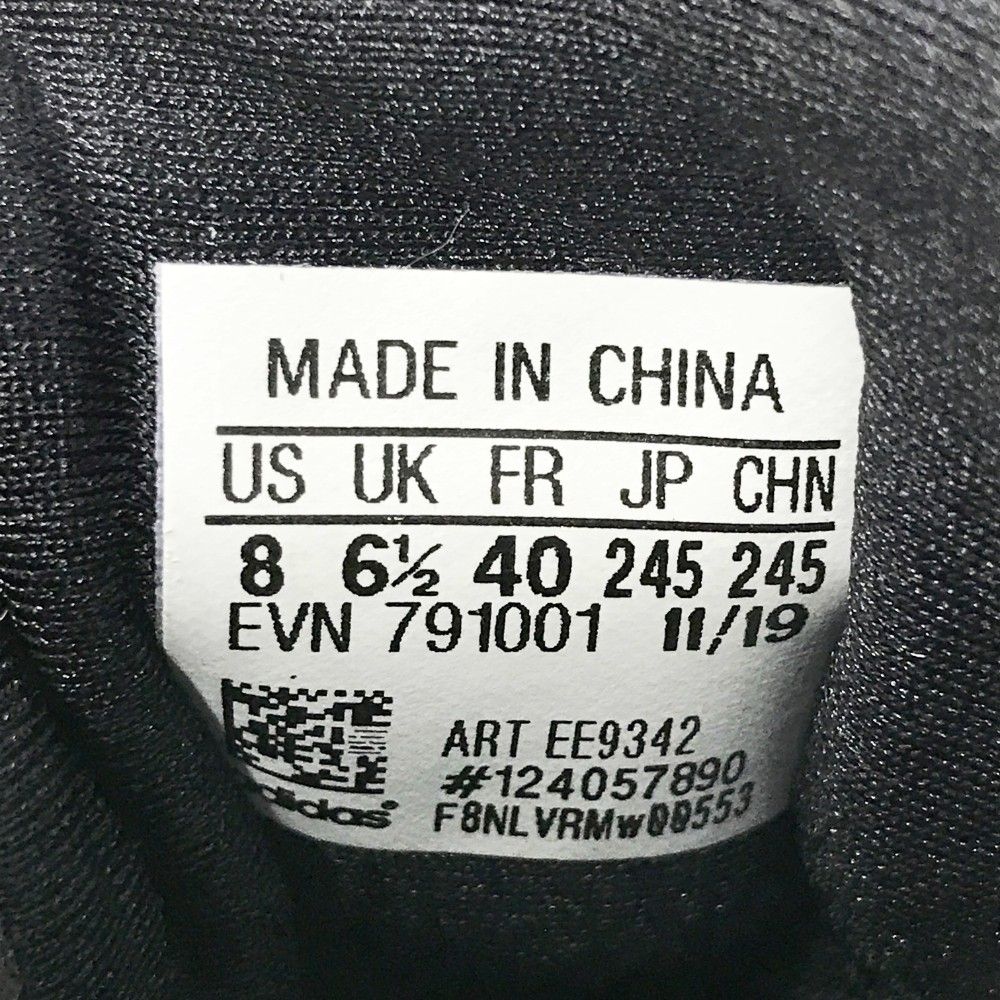 MADE IN CHINA
US UK FR JP CHN
8 6½ 40 245 245
EVN 791001 11/19
ART EE9342
#124057890
adidas F8NLVRMw00553